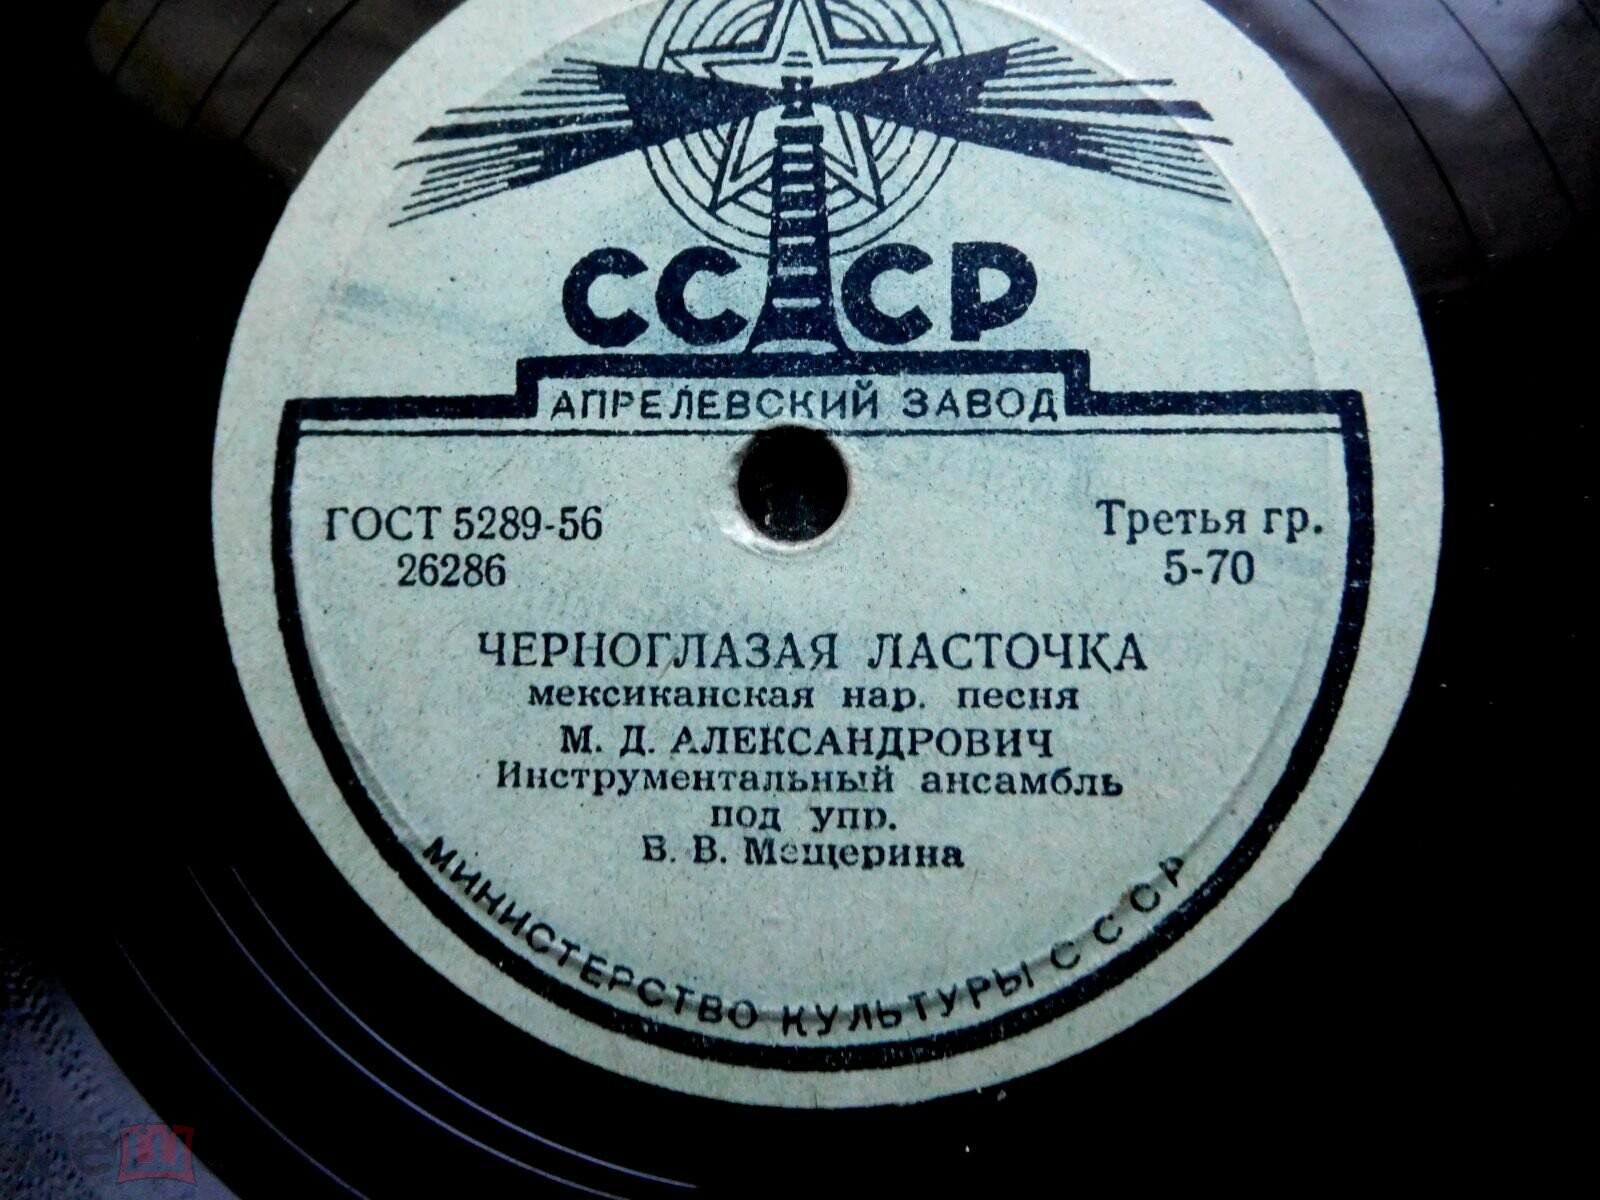 СССР
АПРЕЛЕВСКИЙ ЗАВОД
ГОСТ 5289-56
26286
Третья гр.
5-70
ЧЕРНОГЛАЗАЯ ЛАСТОЧКА
мексиканская нар. песня
М. Д. АЛЕКСАНДРОВИЧ
Инструментальный ансамбль
под упр.
В. В. Мещерина
МИНИСТЕРСТВО КУЛЬТУРЫ СССР